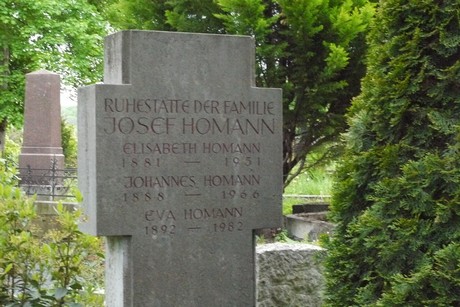 RUHESTÄTTE DER FAMILIE
JOSEF HOMANN
ELISABETH HOMANN
1881 — 1951
JOHANNES HOMANN
1888 — 1966
EVA HOMANN
1892 — 1982